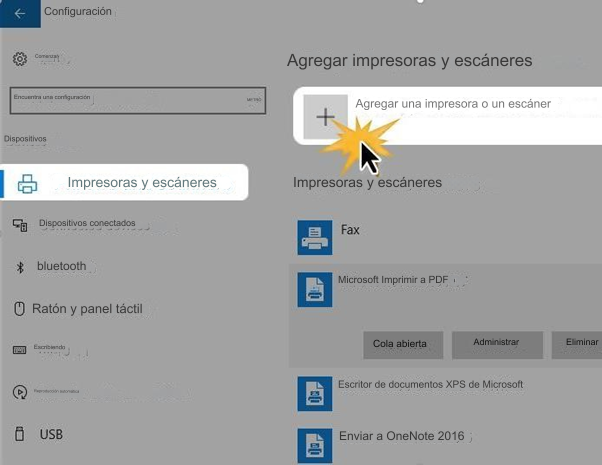 Configuración
Comienzo
Encuentra una configuración
Dispositivos
Impresoras y escáneres
Dispositivos conectados
bluetooth
Ratón y panel táctil
Escribiendo
Reproducción automática
USB
Agregar impresoras y escáneres
Agregar una impresora o un escáner
Impresoras y escáneres
Fax
Microsoft Imprimir a PDF
Cola abierta
Administrar
Eliminar
Escritor de documentos XPS de Microsoft
Enviar a OneNote 2016